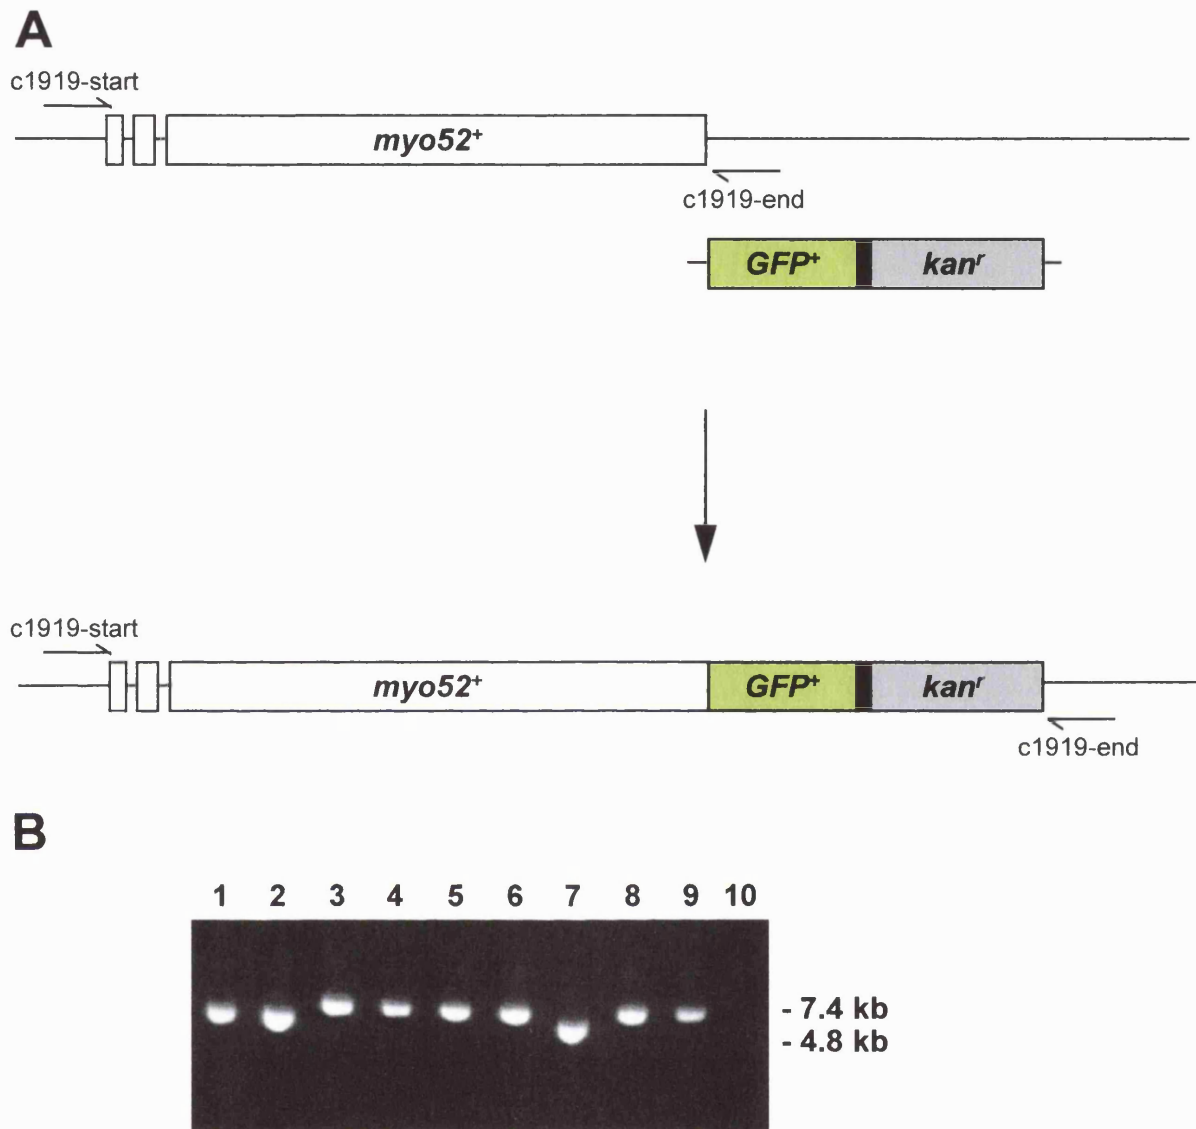 A
c1919-start
myo52⁺
c1919-end
GFP⁺ kanʳ
c1919-start
myo52⁺ GFP⁺ kanʳ
c1919-end
B
1 2 3 4 5 6 7 8 9 10
- 7.4 kb
- 4.8 kb